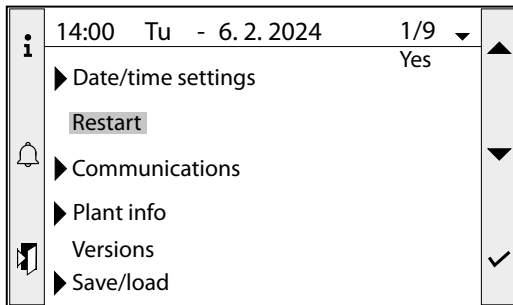 14:00 Tu - 6. 2. 2024 1/9
Yes
Date/time settings
Restart
Communications
Plant info
Versions
Save/load